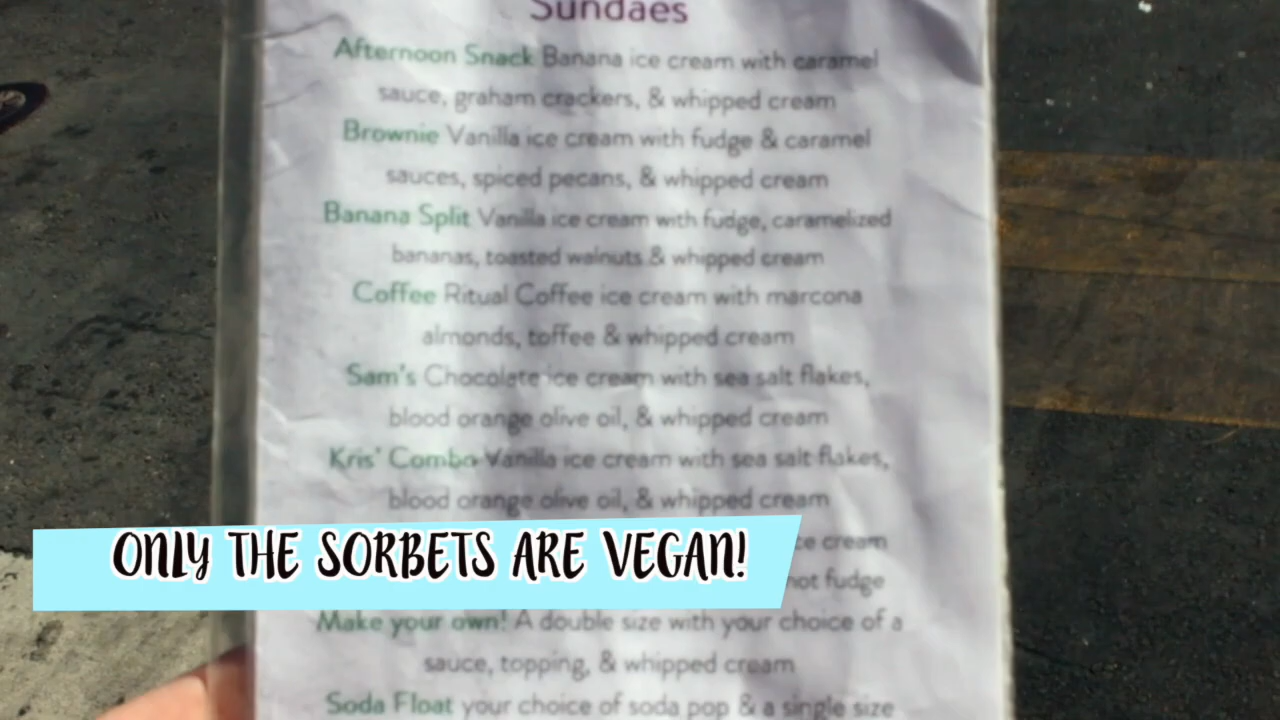 Sundaes
Afternoon Snack Banana ice cream with caramel
sauce, graham crackers, & whipped cream
Brownie Vanilla ice cream with fudge & caramel
sauces, spiced pecans, & whipped cream
Banana Split Vanilla ice cream with fudge, caramelized
bananas, toasted walnuts & whipped cream
Coffee Ritual Coffee ice cream with marcona
almonds, toffee & whipped cream
Sam's Chocolate ice cream with sea salt flakes,
blood orange olive oil, & whipped cream
Kris' Combo Vanilla ice cream with sea salt flakes,
blood orange olive oil, & whipped cream
cream
ONLY THE SORBETS ARE VEGAN!
hot fudge
Make your own! A double size with your choice of a
sauce, topping, & whipped cream
Soda Float your choice of soda pop & a single size